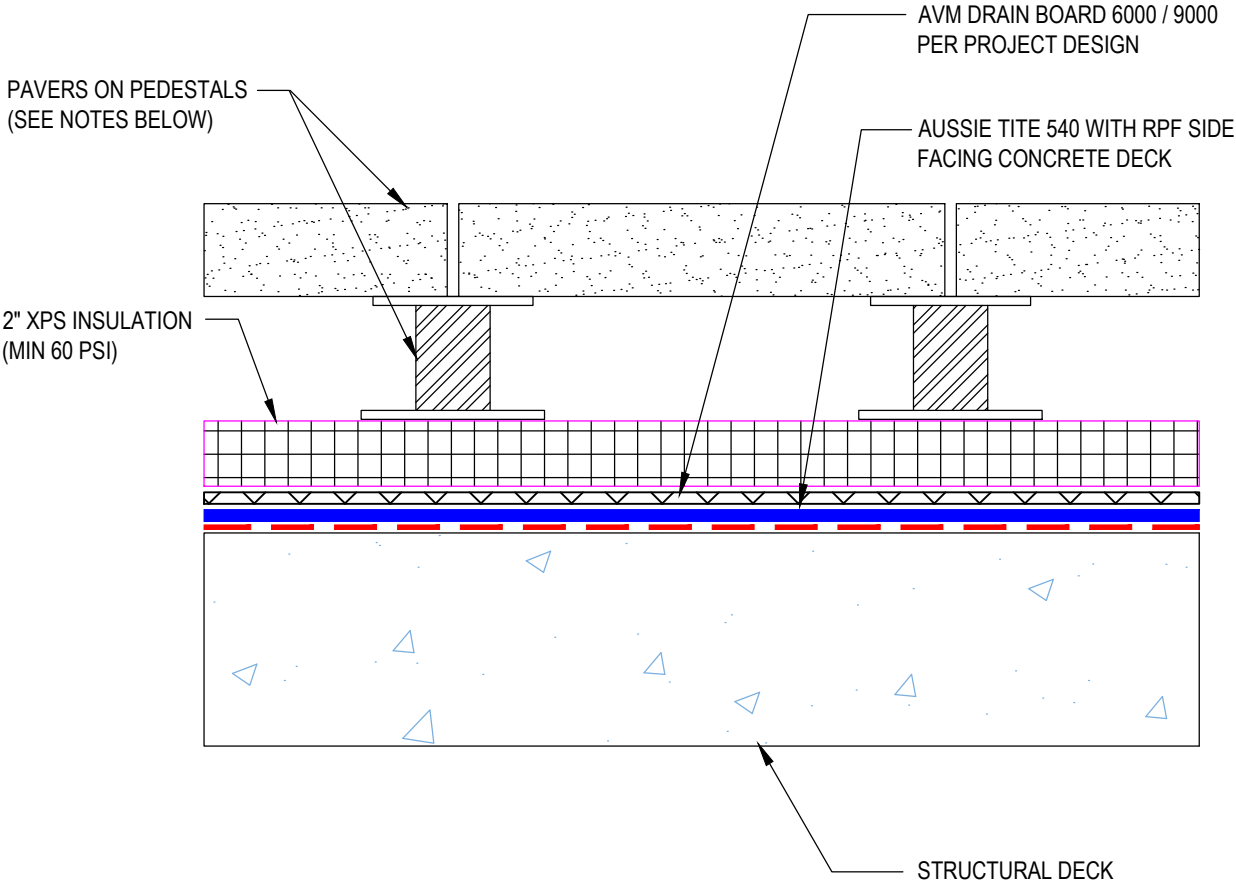 AVM DRAIN BOARD 6000 / 9000
PER PROJECT DESIGN
PAVERS ON PEDESTALS
(SEE NOTES BELOW)
AUSSIE TITE 540 WITH RPF SIDE
FACING CONCRETE DECK
2" XPS INSULATION
(MIN 60 PSI)
STRUCTURAL DECK